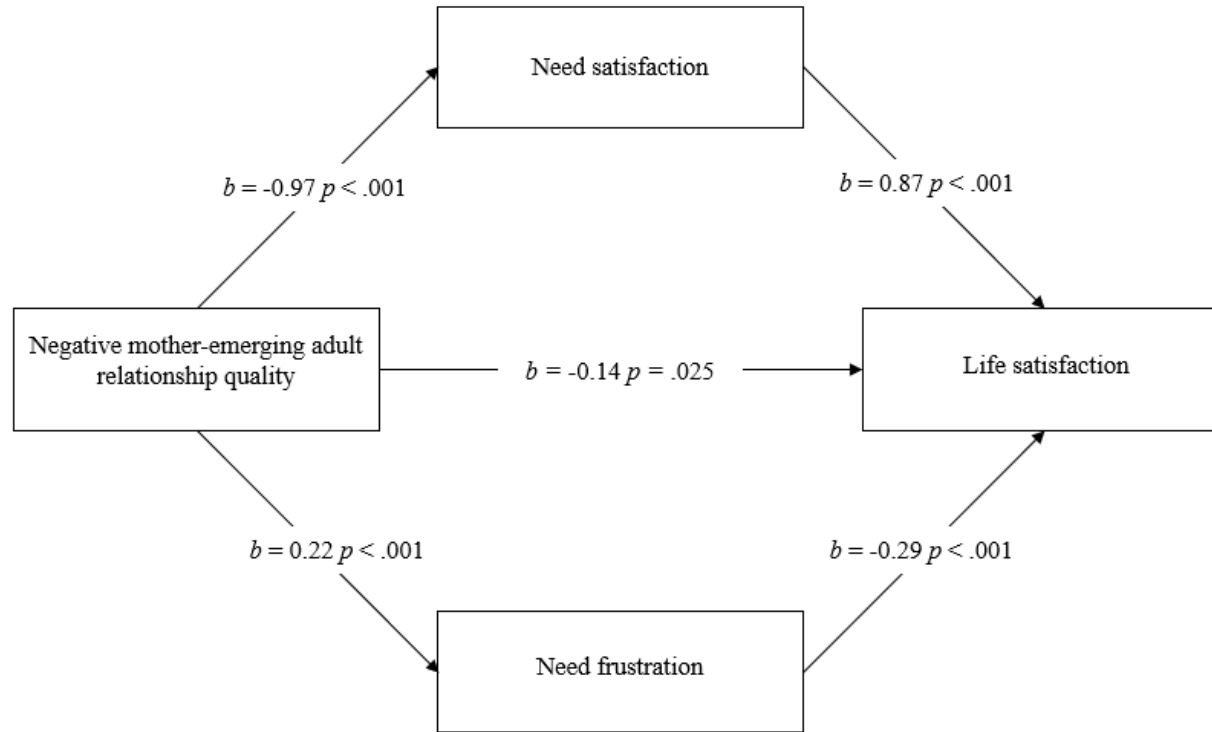 Need satisfaction
b = -0.97 p < .001
b = 0.87 p < .001
Negative mother-emerging adult
relationship quality
b = -0.14 p = .025
Life satisfaction
b = 0.22 p < .001
b = -0.29 p < .001
Need frustration